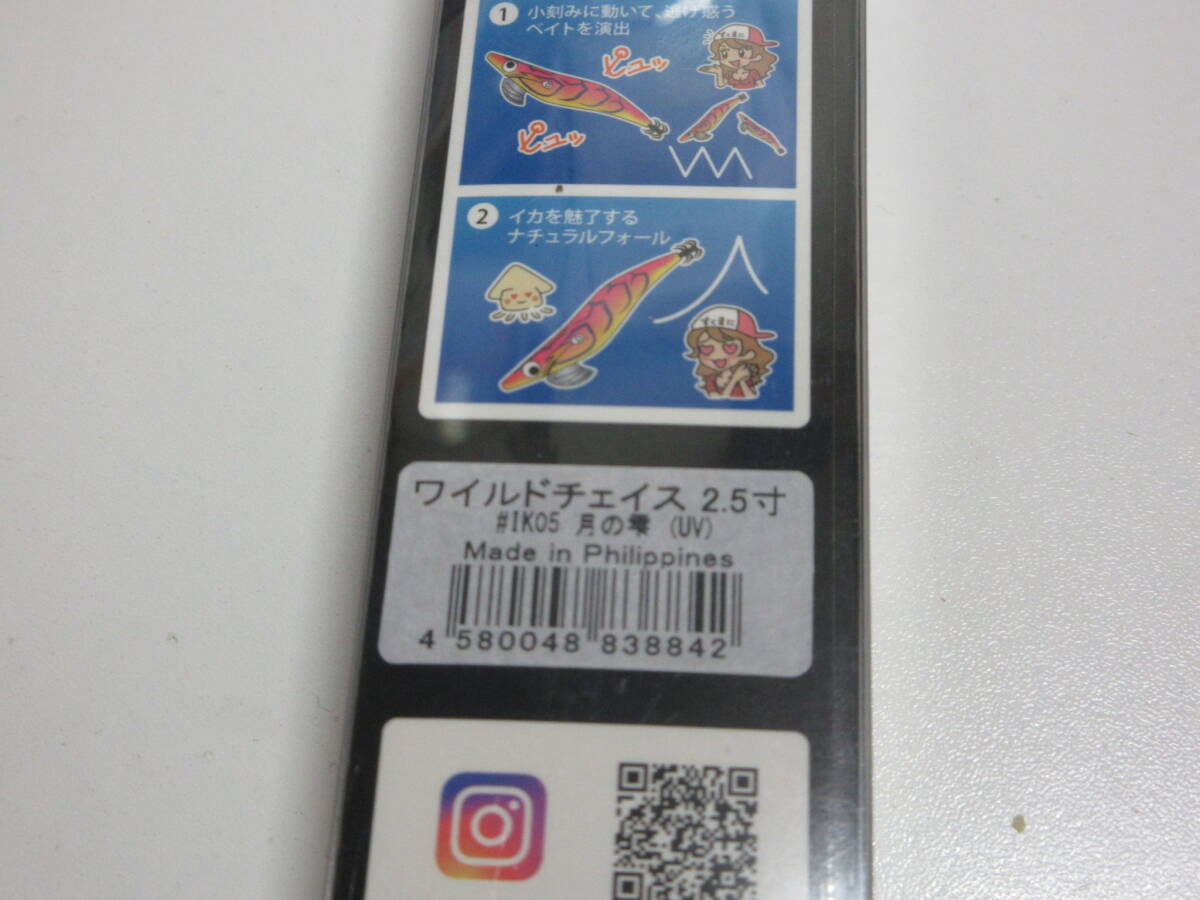 1 小刻みに動いて、逃げ惑う
ベイトを演出
ピュッ
ピュッ
2 イカを魅了する
ナチュラルフォール
ワイルドチェイス 2.5寸
#IK05 月の雫 (UV)
Made in Philippines
4 580048 838842